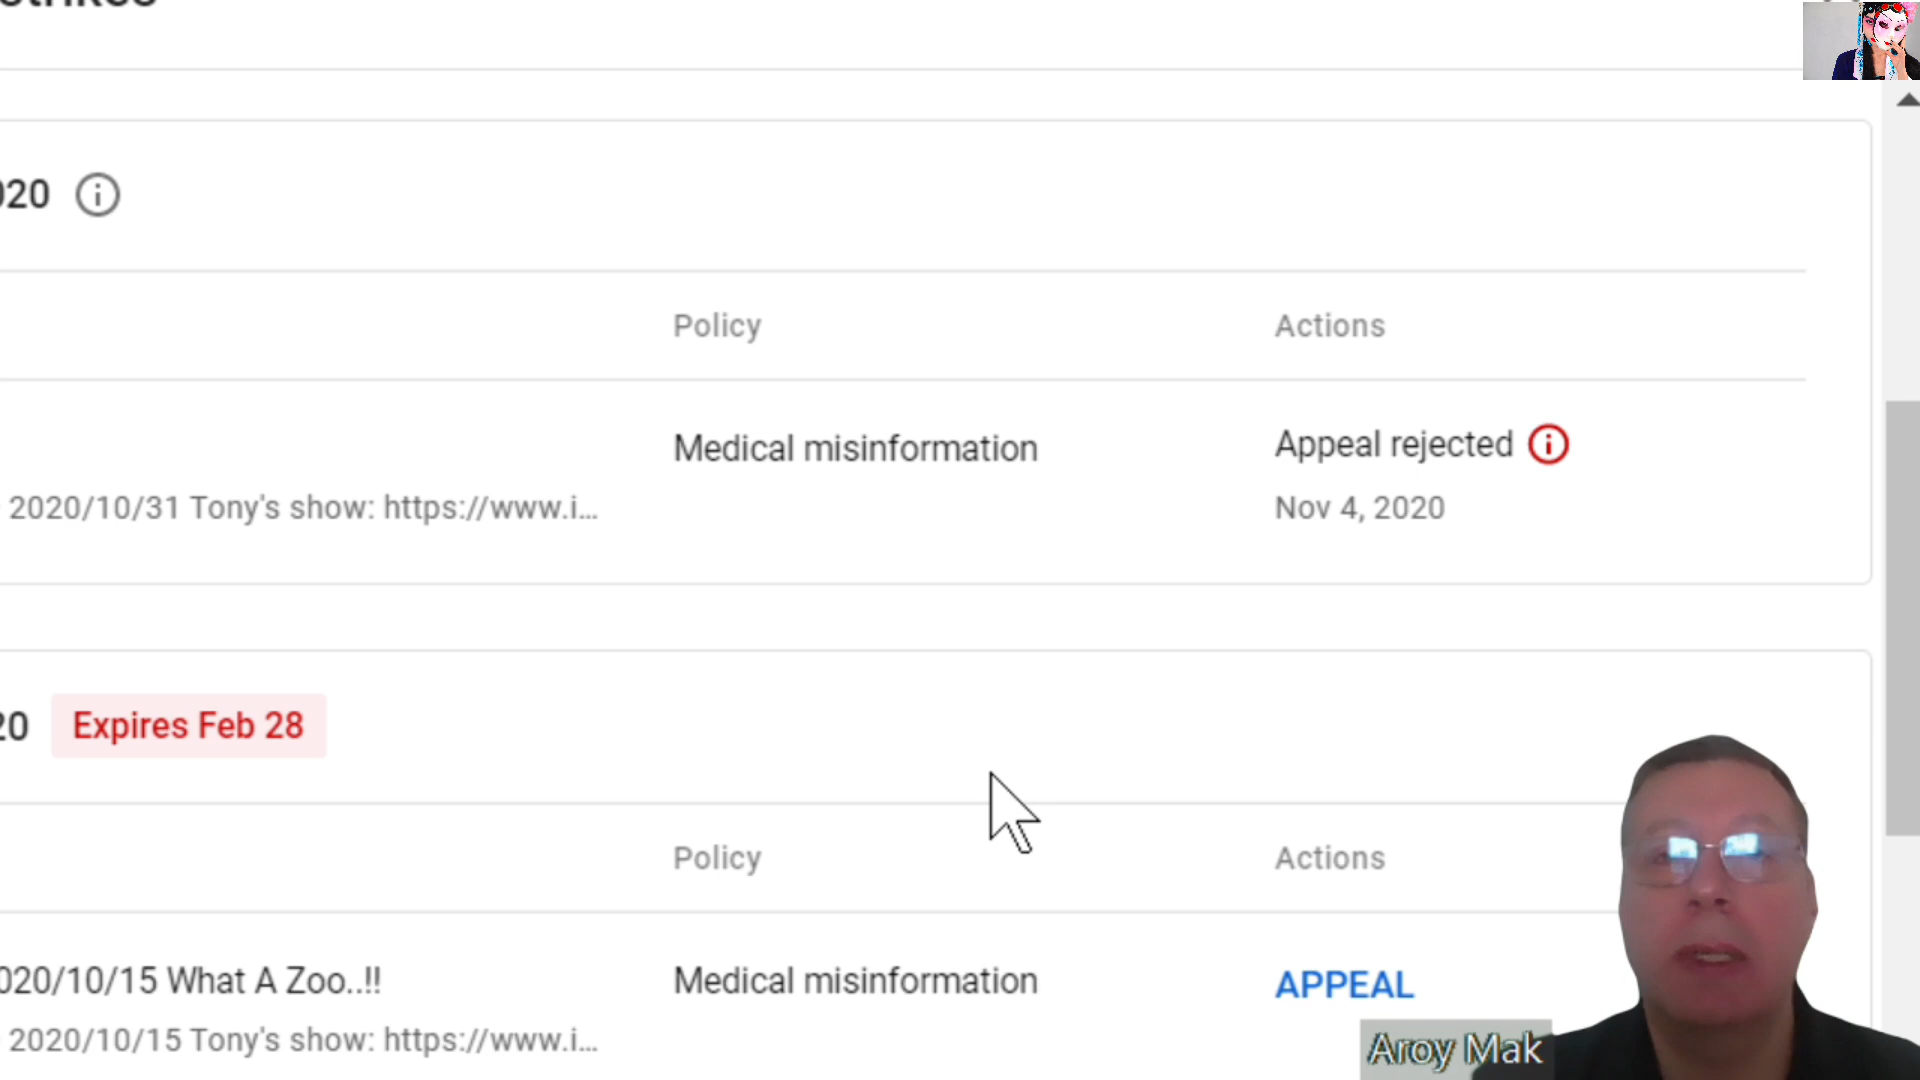 020
Policy
Actions
Medical misinformation
Appeal rejected
2020/10/31 Tony's show: https://www.i...
Nov 4, 2020
20
Expires Feb 28
Policy
Actions
020/10/15 What A Zoo..!!
Medical misinformation
APPEAL
2020/10/15 Tony's show: https://www.i...
Aroy Mak